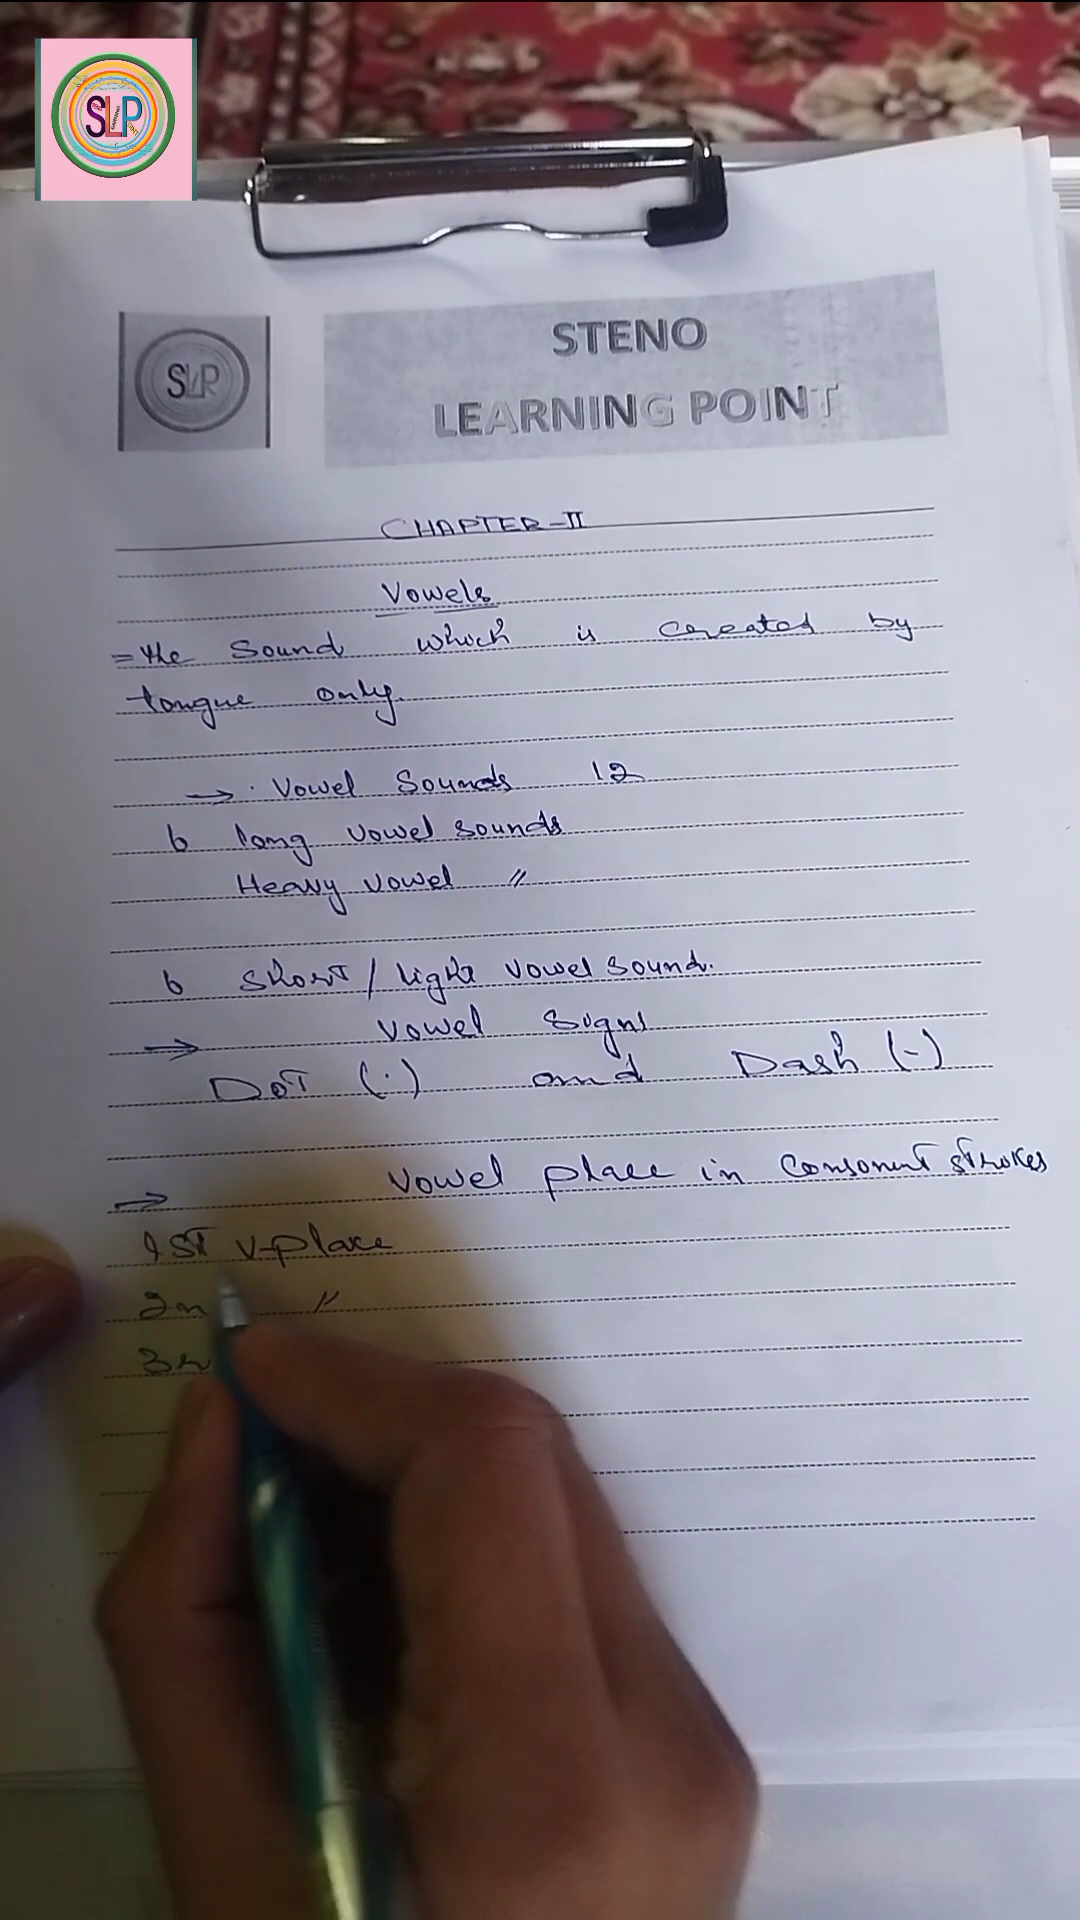 SLP
SLP
STENO
LEARNING POINT
CHAPTER-II
Vowels
= the Sound which is created by
tongue only.
→ . Vowel Sounds 12
6 long vowel sounds
Heavy vowel "
6 Short / light vowel sound.
→ vowel signs
DOT (.) and Dash (-)
→ Vowel place in Consonent strokes
1ST V-place
2n "
3r